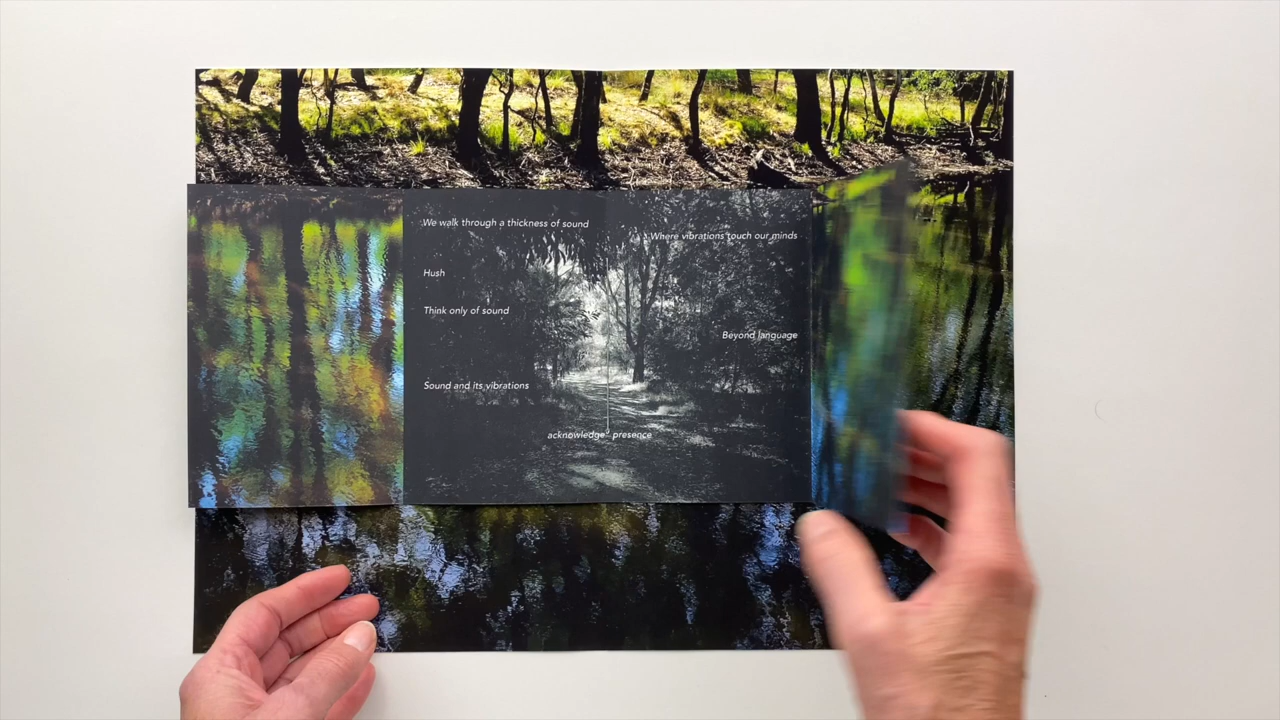 We walk through a thickness of sound
Where vibrations touch our minds
Hush
Think only of sound
Beyond language
Sound and its vibrations
acknowledge presence